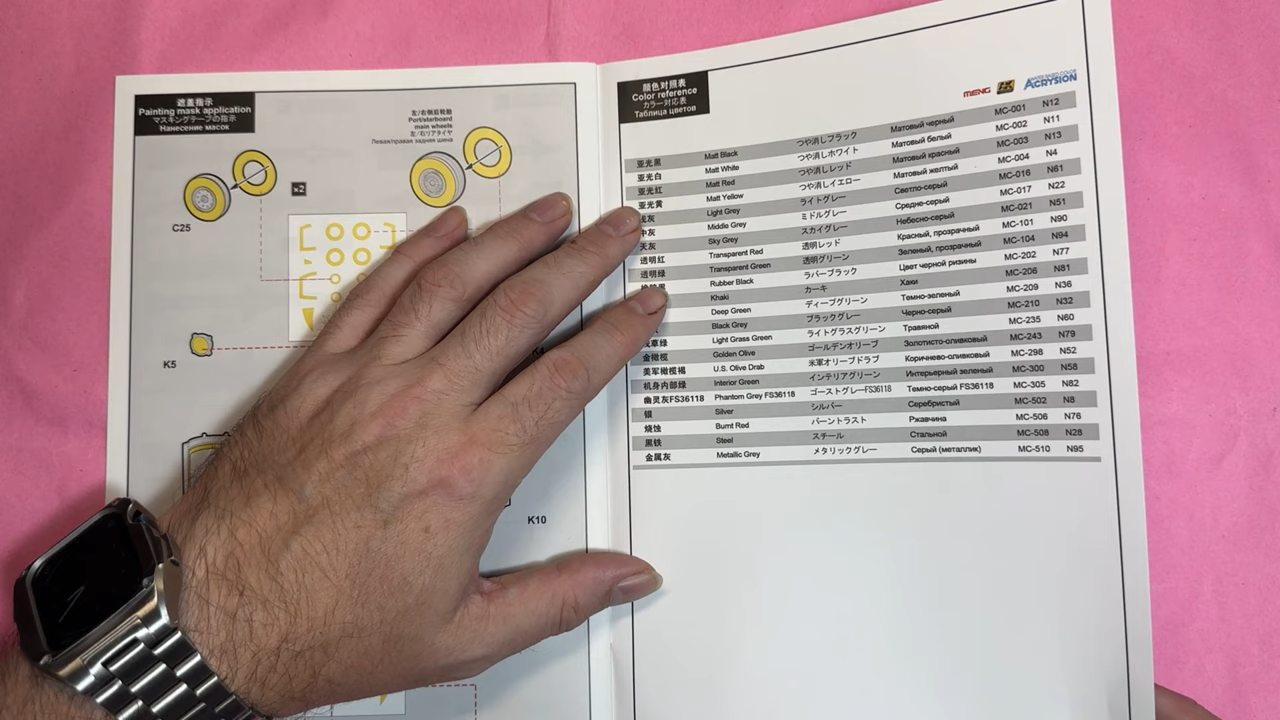 遮盖指示
Painting mask application
マスキングテープの指示
Нанесение масок
左/右侧后轮胎
Port/starboard
main wheels
左/右リアタイヤ
Левая/правая задняя шина
×2
C25
K5
K4
K10
颜色对照表
Color reference
カラー対応表
Таблица цветов
MENG AK WATER BASED COLOR ACRYSION
亚光黑 Matt Black つや消しブラック Матовый черный MC-001 N12
亚光白 Matt White つや消しホワイト Матовый белый MC-002 N11
亚光红 Matt Red つや消しレッド Матовый красный MC-003 N13
亚光黄 Matt Yellow つや消しイエロー Матовый желтый MC-004 N4
浅灰 Light Grey ライトグレー Светло-серый MC-016 N61
中灰 Middle Grey ミドルグレー Средне-серый MC-017 N22
天灰 Sky Grey スカイグレー Небесно-серый MC-021 N51
透明红 Transparent Red 透明レッド Красный, прозрачный MC-101 N90
透明绿 Transparent Green 透明グリーン Зеленый, прозрачный MC-104 N94
Rubber Black ラバーブラック Цвет черной ризины MC-202 N77
Khaki カーキ Хаки MC-206 N81
Deep Green ディープグリーン Темно-зеленый MC-209 N36
Black Grey ブラックグレー Черно-серый MC-210 N32
草绿 Light Grass Green ライトグラスグリーン Травяной MC-235 N60
金橄榄 Golden Olive ゴールデンオリーブ Золотисто-оливковый MC-243 N79
美军橄榄褐 U.S. Olive Drab 米軍オリーブドラブ Коричнево-оливковый MC-298 N52
机身内部绿 Interior Green インテリアグリーン Интерьерный зеленый MC-300 N58
幽灵灰FS36118 Phantom Grey FS36118 ゴーストグレーFS36118 Темно-серый FS36118 MC-305 N82
银 Silver シルバー Серебристый MC-502 N8
烧蚀 Burnt Red バーントラスト Ржавчина MC-506 N76
黑铁 Steel スチール Стальной MC-508 N28
金属灰 Metallic Grey メタリックグレー Серый (металлик) MC-510 N95